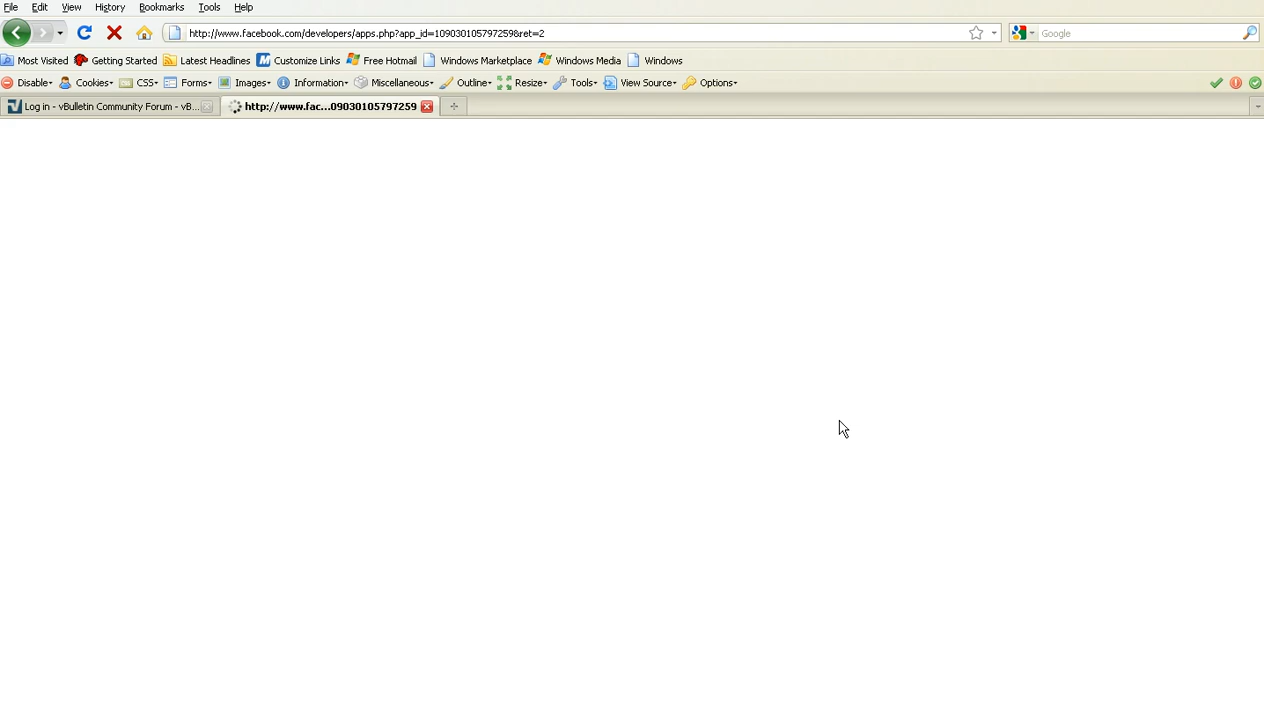 File Edit View History Bookmarks Tools Help
http://www.facebook.com/developers/apps.php?app_id=109030105797259&ret=2 Google
Most Visited Getting Started Latest Headlines Customize Links Free Hotmail Windows Marketplace Windows Media Windows
Disable Cookies CSS Forms Images Information Miscellaneous Outline Resize Tools View Source Options
Log in - vBulletin Community Forum - vB... http://www.fac...09030105797259